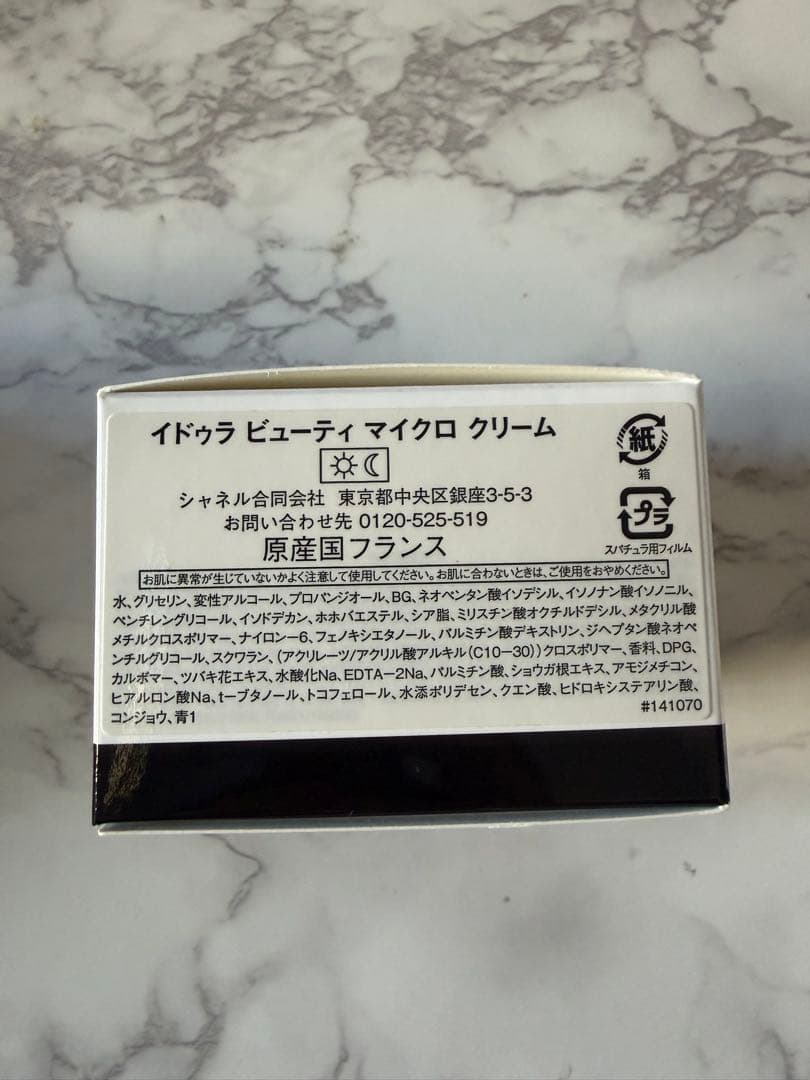 イドゥラ ビューティ マイクロ クリーム
シャネル合同会社 東京都中央区銀座3-5-3
お問い合わせ先 0120-525-519
原産国フランス
紙
箱
プラ
スパチュラ用フィルム
お肌に異常が生じていないかよく注意して使用してください。お肌に合わないときは、ご使用をおやめください。
水、グリセリン、変性アルコール、プロパンジオール、BG、ネオペンタン酸イソデシル、イソノナン酸イソノニル、
ペンチレングリコール、イソドデカン、ホホバエステル、シア脂、ミリスチン酸オクチルドデシル、メタクリル酸
メチルクロスポリマー、ナイロン−6、フェノキシエタノール、パルミチン酸デキストリン、ジヘプタン酸ネオペ
ンチルグリコール、スクワラン、(アクリレーツ/アクリル酸アルキル(C10−30))クロスポリマー、香料、DPG、
カルボマー、ツバキ花エキス、水酸化Na、EDTA−2Na、パルミチン酸、ショウガ根エキス、アモジメチコン、
ヒアルロン酸Na、t−ブタノール、トコフェロール、水添ポリデセン、クエン酸、ヒドロキシステアリン酸、
コンジョウ、青1
#141070